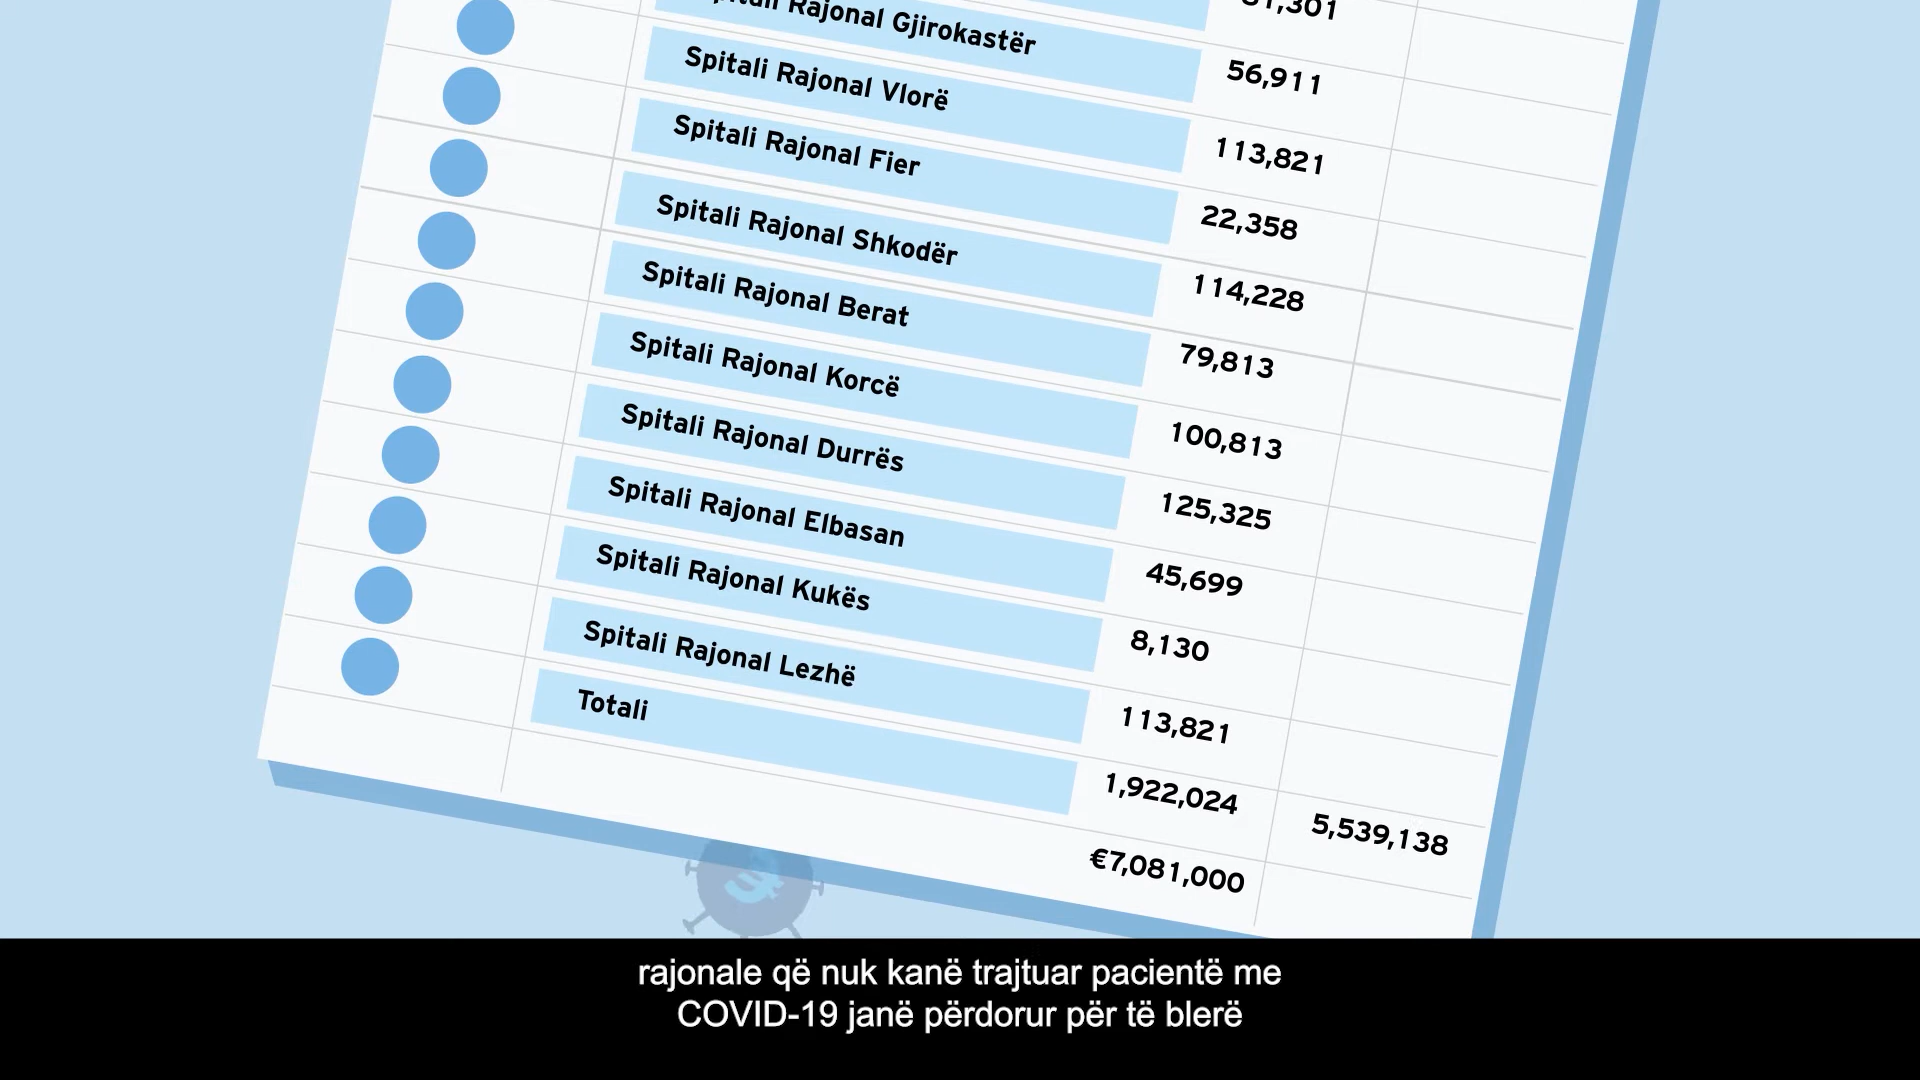 Rajonal Gjirokastër
56,911
Spitali Rajonal Vlorë
113,821
Spitali Rajonal Fier
22,358
Spitali Rajonal Shkodër
114,228
Spitali Rajonal Berat
79,813
Spitali Rajonal Korcë
100,813
Spitali Rajonal Durrës
125,325
Spitali Rajonal Elbasan
45,699
Spitali Rajonal Kukës
8,130
Spitali Rajonal Lezhë
113,821
Totali
1,922,024
5,539,138
€7,081,000
rajonale që nuk kanë trajtuar pacientë me
COVID-19 janë përdorur për të blerë